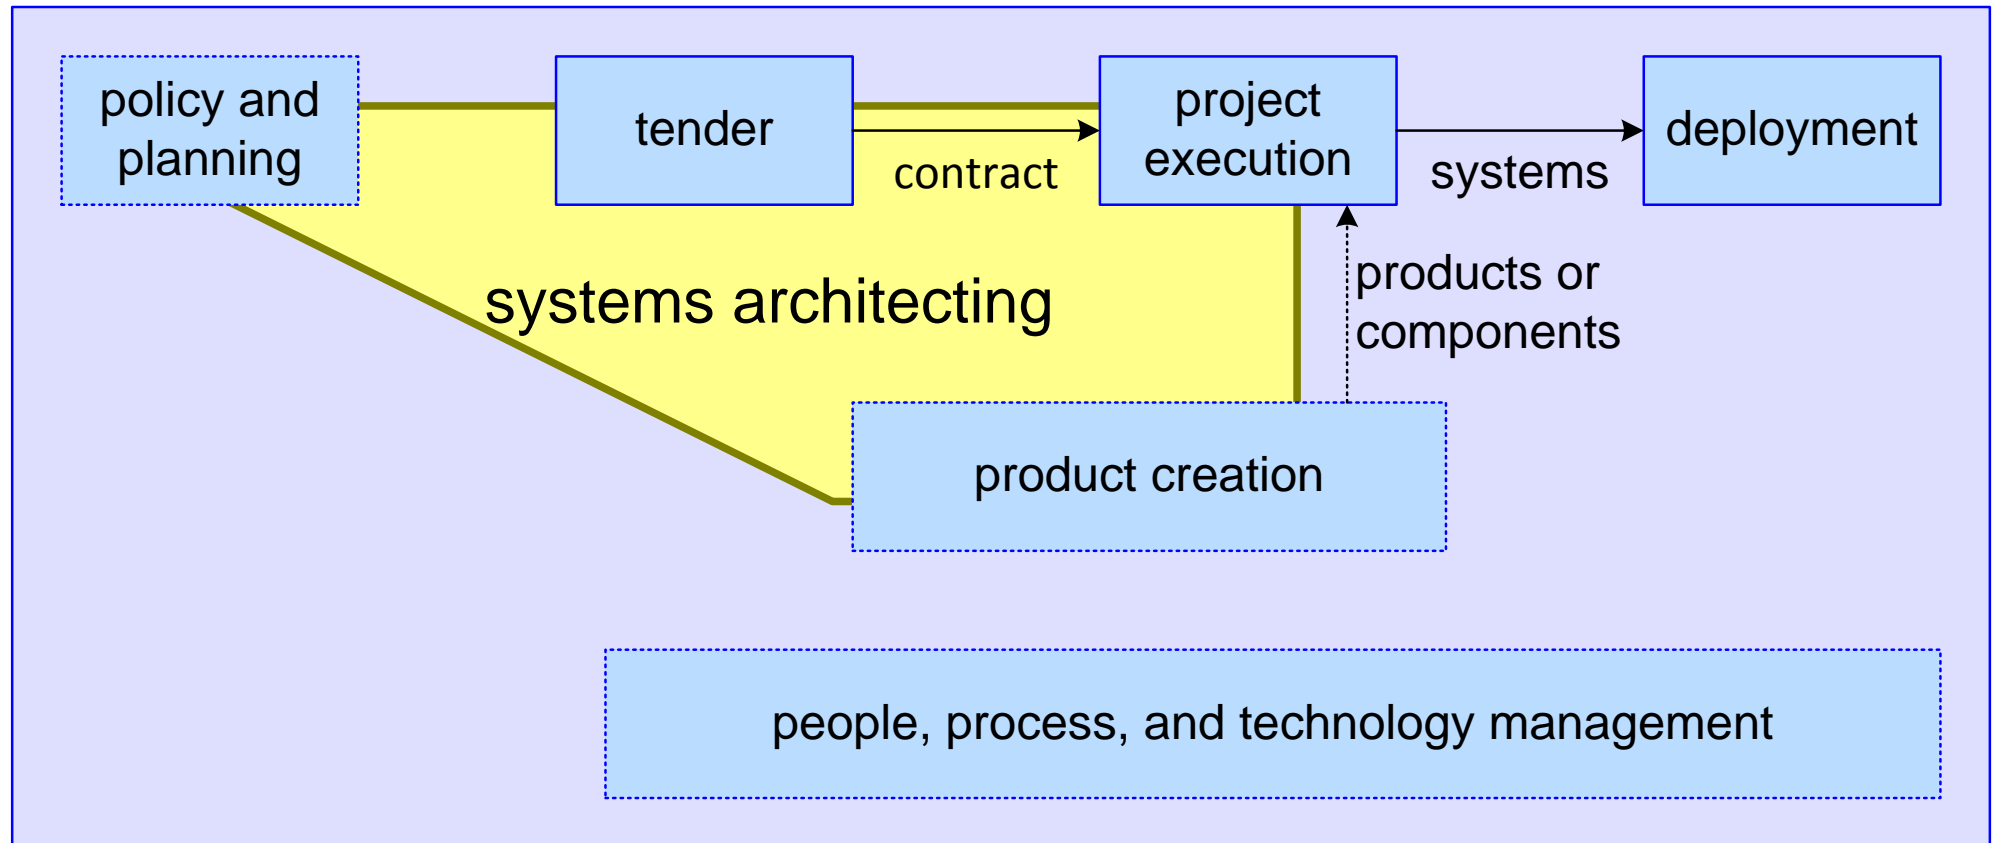 policy and
planning
tender
contract
project
execution
systems
deployment
systems architecting
products or
components
product creation
people, process, and technology management